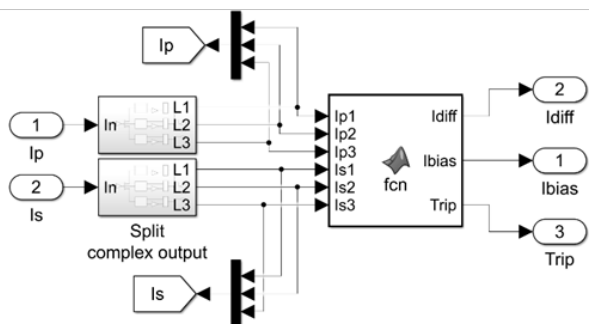 Ip
1
Ip
In
L1
L2
L3
2
Is
In
L1
L2
L3
Split
complex output
Is
Ip1
Ip2
Ip3
Is1
Is2
Is3
fcn
Idiff
Ibias
Trip
2
Idiff
1
Ibias
3
Trip